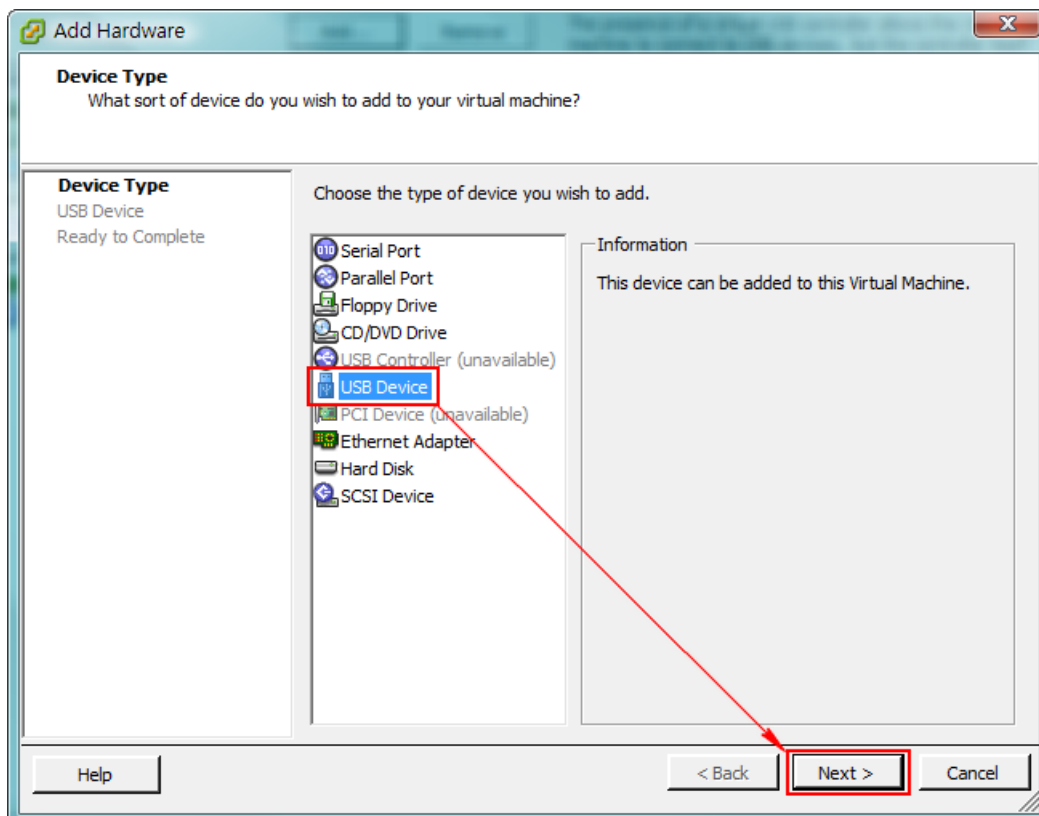 Add Hardware
Device Type
What sort of device do you wish to add to your virtual machine?
Device Type
USB Device
Ready to Complete
Choose the type of device you wish to add.
Serial Port
Parallel Port
Floppy Drive
CD/DVD Drive
USB Controller (unavailable)
USB Device
PCI Device (unavailable)
Ethernet Adapter
Hard Disk
SCSI Device
Information
This device can be added to this Virtual Machine.
Help
< Back
Next >
Cancel